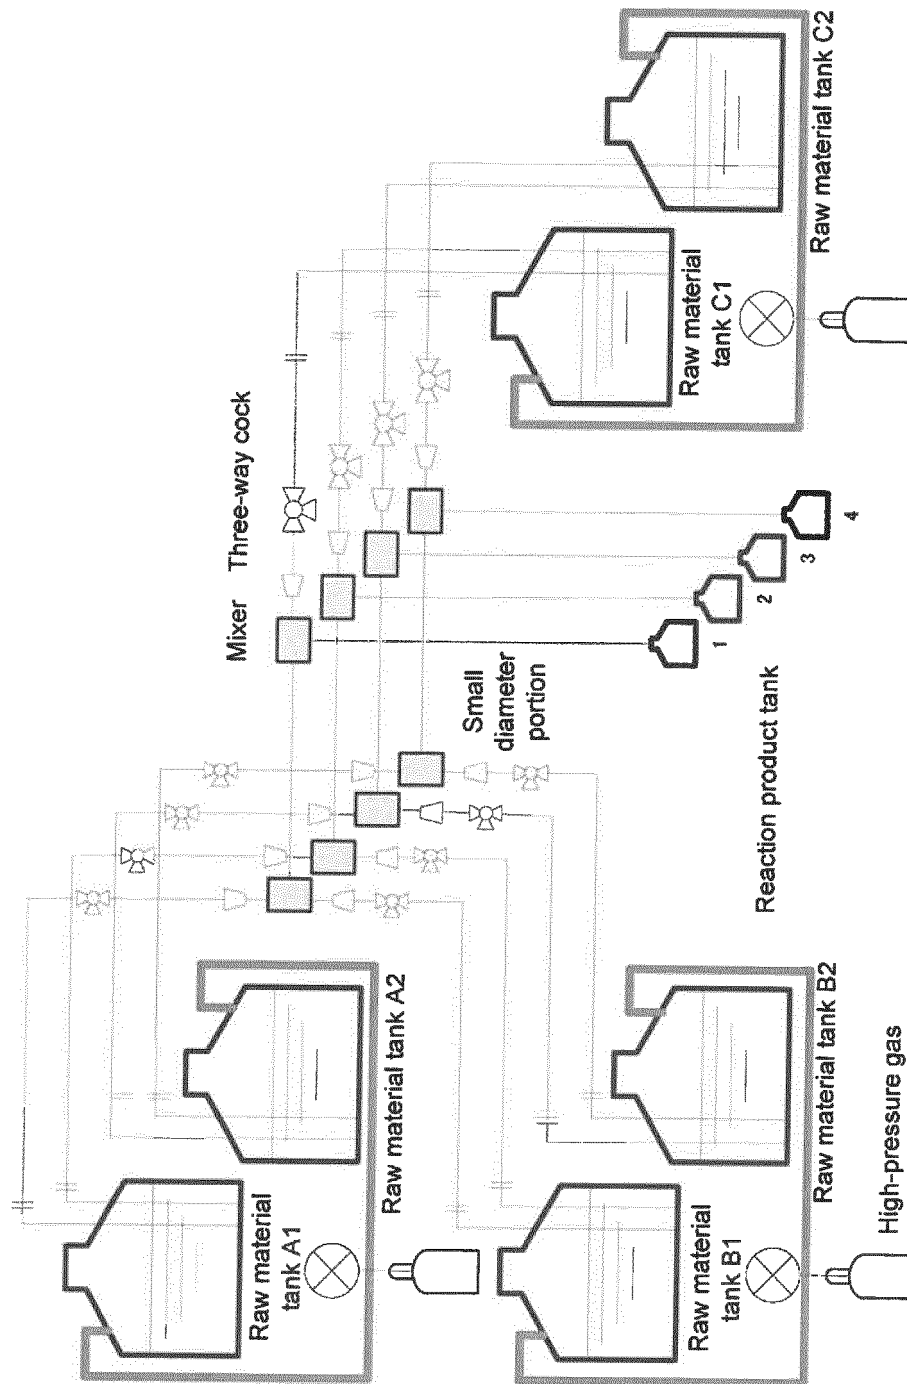 Mixer
Three-way cock
Raw material
tank A1
Raw material tank A2
Small
diameter
portion
Raw material
tank B1
Raw material
tank C1
1
2
3
4
Reaction product tank
Raw material tank B2
Raw material tank C2
High-pressure gas